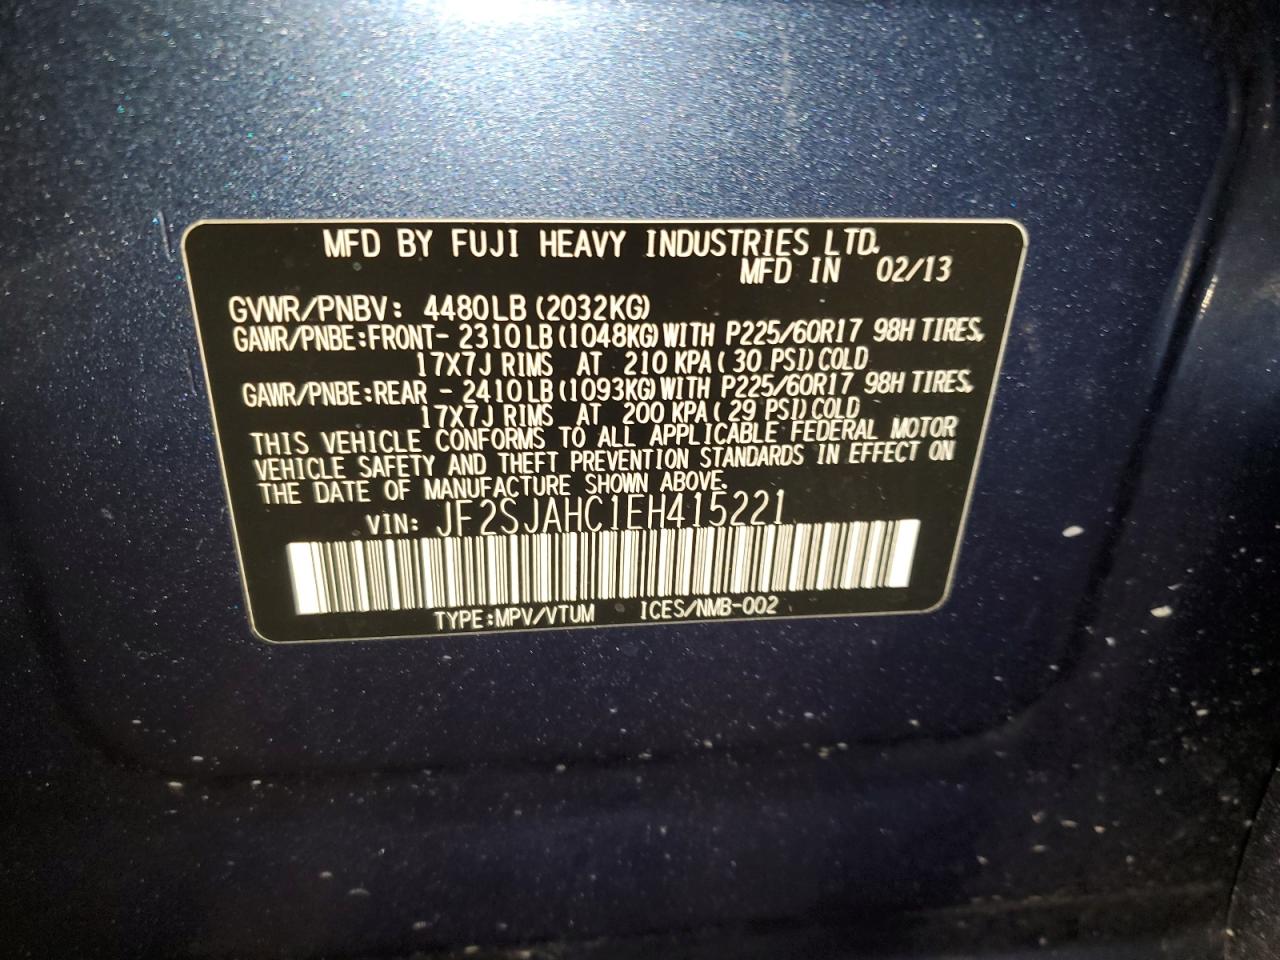 MFD BY FUJI HEAVY INDUSTRIES LTD.
MFD IN 02/13
GVWR/PNBV: 4480LB (2032KG)
GAWR/PNBE:FRONT- 2310LB(1048KG)WITH P225/60R17 98H TIRES,
17X7J RIMS AT 210 KPA(30 PSI)COLD
GAWR/PNBE:REAR - 2410LB(1093KG)WITH P225/60R17 98H TIRES,
17X7J RIMS AT 200 KPA(29 PSI)COLD
THIS VEHICLE CONFORMS TO ALL APPLICABLE FEDERAL MOTOR
VEHICLE SAFETY AND THEFT PREVENTION STANDARDS IN EFFECT ON
THE DATE OF MANUFACTURE SHOWN ABOVE.
VIN: JF2SJAHC1EH415221
TYPE:MPV/VTUM ICES/NMB-002